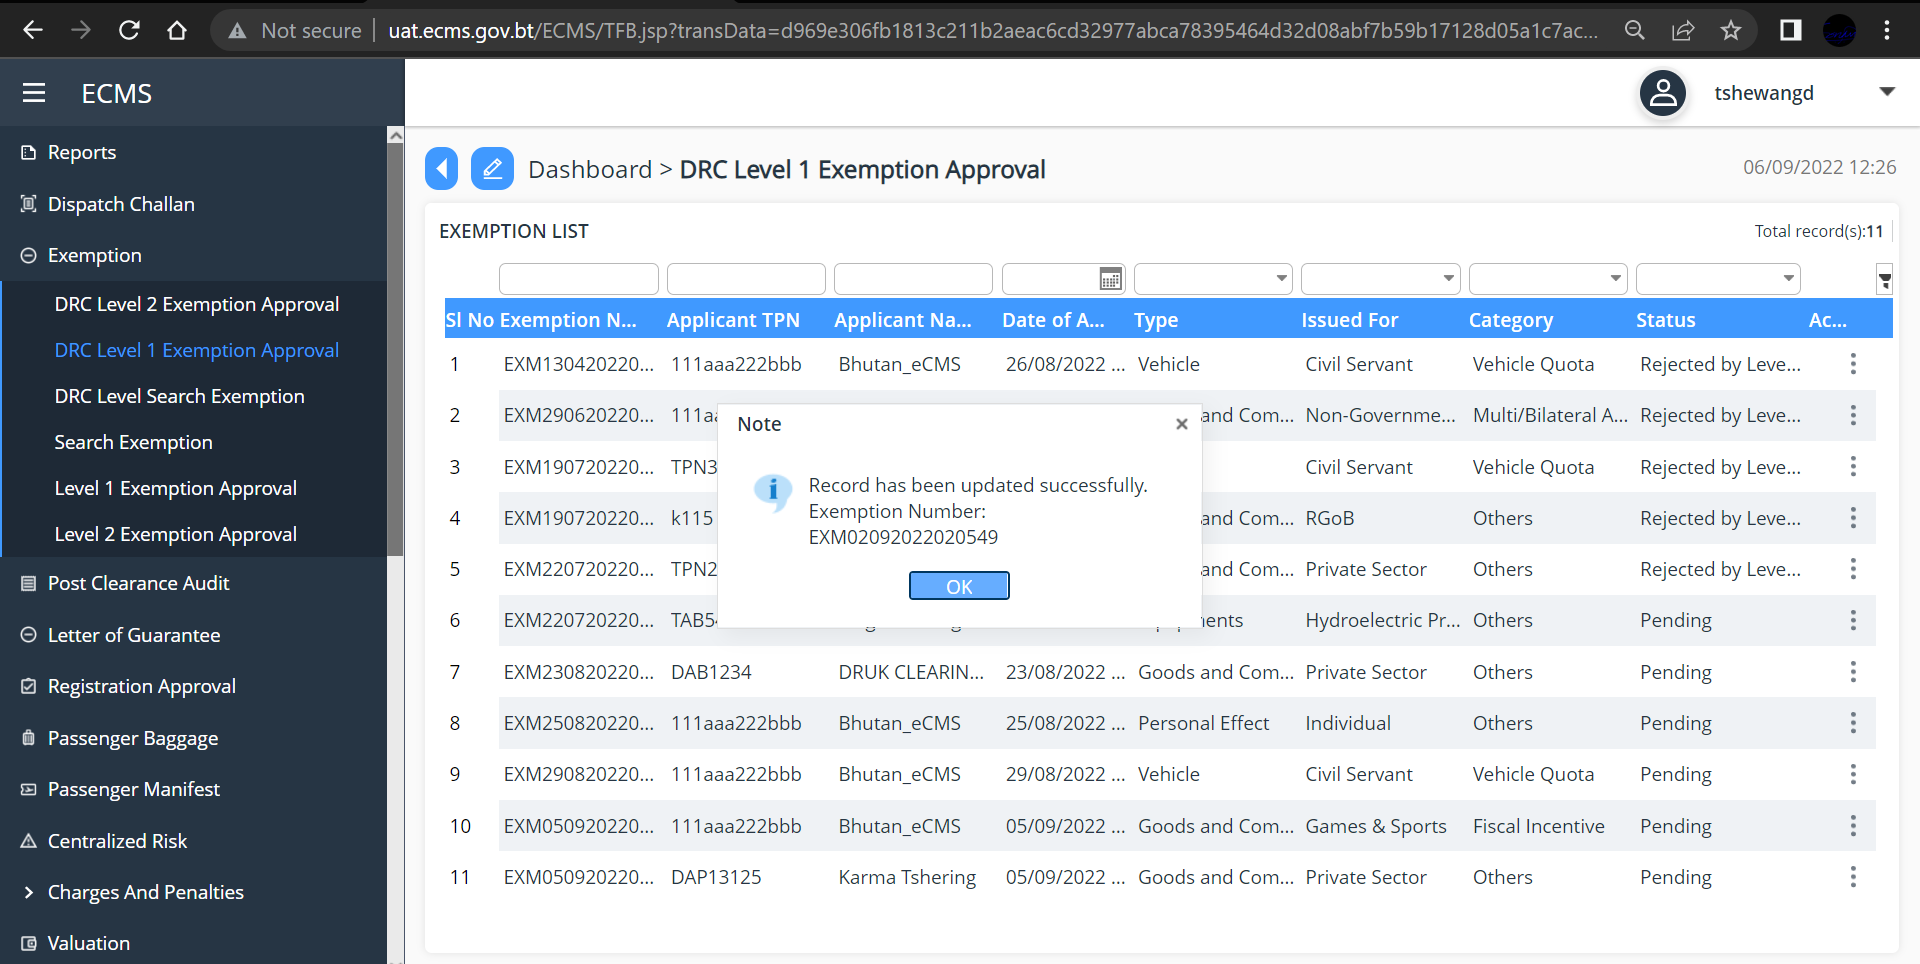 Not secure | uat.ecms.gov.bt/ECMS/TFB.jsp?transData=d969e306fb1813c211b2aeac6cd32977abca78395464d32d08abf7b59b17128d05a1c7ac...
ECMS
tshewangd
Reports
Dispatch Challan
Exemption
DRC Level 2 Exemption Approval
DRC Level 1 Exemption Approval
DRC Level Search Exemption
Search Exemption
Level 1 Exemption Approval
Level 2 Exemption Approval
Post Clearance Audit
Letter of Guarantee
Registration Approval
Passenger Baggage
Passenger Manifest
Centralized Risk
Charges And Penalties
Valuation
Dashboard > DRC Level 1 Exemption Approval
06/09/2022 12:26
EXEMPTION LIST
Total record(s):11
Sl No Exemption N... Applicant TPN Applicant Na... Date of A... Type Issued For Category Status Ac...
1 EXM130420220... 111aaa222bbb Bhutan_eCMS 26/08/2022 ... Vehicle Civil Servant Vehicle Quota Rejected by Leve...
2 EXM290620220... 111a and Com... Non-Governme... Multi/Bilateral A... Rejected by Leve...
3 EXM190720220... TPN3 Civil Servant Vehicle Quota Rejected by Leve...
4 EXM190720220... k115 and Com... RGoB Others Rejected by Leve...
5 EXM220720220... TPN2 and Com... Private Sector Others Rejected by Leve...
6 EXM220720220... TAB5 ents Hydroelectric Pr... Others Pending
7 EXM230820220... DAB1234 DRUK CLEARIN... 23/08/2022 ... Goods and Com... Private Sector Others Pending
8 EXM250820220... 111aaa222bbb Bhutan_eCMS 25/08/2022 ... Personal Effect Individual Others Pending
9 EXM290820220... 111aaa222bbb Bhutan_eCMS 29/08/2022 ... Vehicle Civil Servant Vehicle Quota Pending
10 EXM050920220... 111aaa222bbb Bhutan_eCMS 05/09/2022 ... Goods and Com... Games & Sports Fiscal Incentive Pending
11 EXM050920220... DAP13125 Karma Tshering 05/09/2022 ... Goods and Com... Private Sector Others Pending
Note
Record has been updated successfully.
Exemption Number:
EXM02092022020549
OK